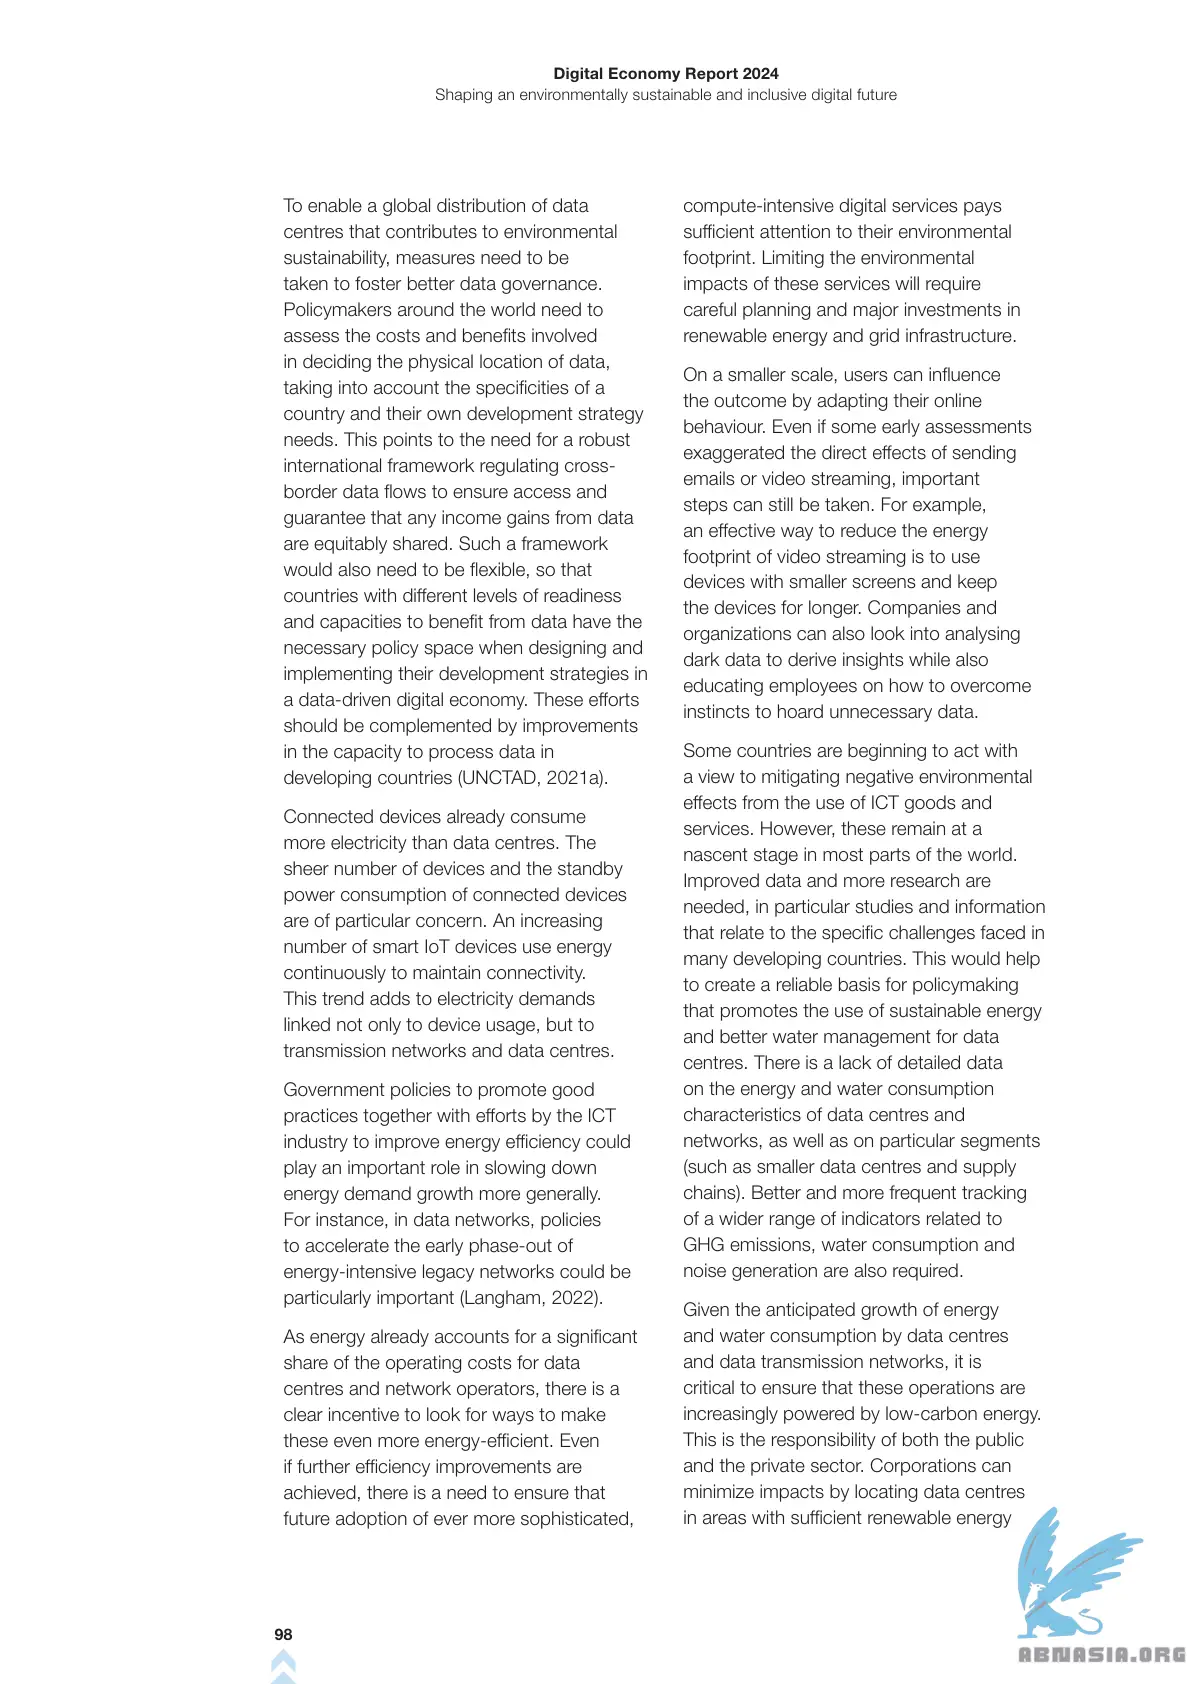 Digital Economy Report 2024
Shaping an environmentally sustainable and inclusive digital future
To enable a global distribution of data
centres that contributes to environmental
sustainability, measures need to be
taken to foster better data governance.
Policymakers around the world need to
assess the costs and benefits involved
in deciding the physical location of data,
taking into account the specificities of a
country and their own development strategy
needs. This points to the need for a robust
international framework regulating cross-
border data flows to ensure access and
guarantee that any income gains from data
are equitably shared. Such a framework
would also need to be flexible, so that
countries with different levels of readiness
and capacities to benefit from data have the
necessary policy space when designing and
implementing their development strategies in
a data-driven digital economy. These efforts
should be complemented by improvements
in the capacity to process data in
developing countries (UNCTAD, 2021a).
Connected devices already consume
more electricity than data centres. The
sheer number of devices and the standby
power consumption of connected devices
are of particular concern. An increasing
number of smart IoT devices use energy
continuously to maintain connectivity.
This trend adds to electricity demands
linked not only to device usage, but to
transmission networks and data centres.
Government policies to promote good
practices together with efforts by the ICT
industry to improve energy efficiency could
play an important role in slowing down
energy demand growth more generally.
For instance, in data networks, policies
to accelerate the early phase-out of
energy-intensive legacy networks could be
particularly important (Langham, 2022).
As energy already accounts for a significant
share of the operating costs for data
centres and network operators, there is a
clear incentive to look for ways to make
these even more energy-efficient. Even
if further efficiency improvements are
achieved, there is a need to ensure that
future adoption of ever more sophisticated,
compute-intensive digital services pays
sufficient attention to their environmental
footprint. Limiting the environmental
impacts of these services will require
careful planning and major investments in
renewable energy and grid infrastructure.
On a smaller scale, users can influence
the outcome by adapting their online
behaviour. Even if some early assessments
exaggerated the direct effects of sending
emails or video streaming, important
steps can still be taken. For example,
an effective way to reduce the energy
footprint of video streaming is to use
devices with smaller screens and keep
the devices for longer. Companies and
organizations can also look into analysing
dark data to derive insights while also
educating employees on how to overcome
instincts to hoard unnecessary data.
Some countries are beginning to act with
a view to mitigating negative environmental
effects from the use of ICT goods and
services. However, these remain at a
nascent stage in most parts of the world.
Improved data and more research are
needed, in particular studies and information
that relate to the specific challenges faced in
many developing countries. This would help
to create a reliable basis for policymaking
that promotes the use of sustainable energy
and better water management for data
centres. There is a lack of detailed data
on the energy and water consumption
characteristics of data centres and
networks, as well as on particular segments
(such as smaller data centres and supply
chains). Better and more frequent tracking
of a wider range of indicators related to
GHG emissions, water consumption and
noise generation are also required.
Given the anticipated growth of energy
and water consumption by data centres
and data transmission networks, it is
critical to ensure that these operations are
increasingly powered by low-carbon energy.
This is the responsibility of both the public
and the private sector. Corporations can
minimize impacts by locating data centres
in areas with sufficient renewable energy
98
ABNASIA.ORG